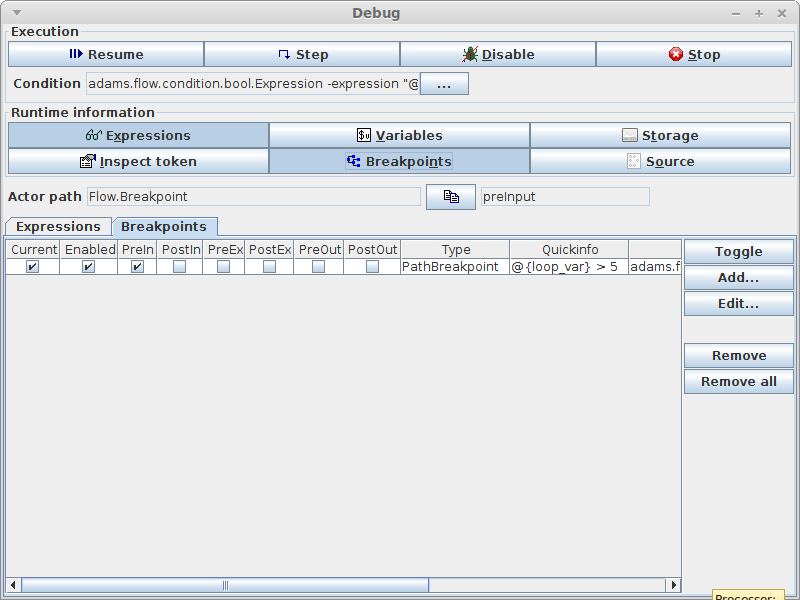 Debug
Execution
Resume
Step
Disable
Stop
Condition adams.flow.condition.bool.Expression -expression "@ ...
Runtime information
Expressions
Variables
Storage
Inspect token
Breakpoints
Source
Actor path Flow.Breakpoint preInput
Expressions Breakpoints
Current Enabled PreIn PostIn PreEx PostEx PreOut PostOut Type Quickinfo
PathBreakpoint @{loop_var} > 5 adams.f
Toggle
Add...
Edit...
Remove
Remove all
Processor: